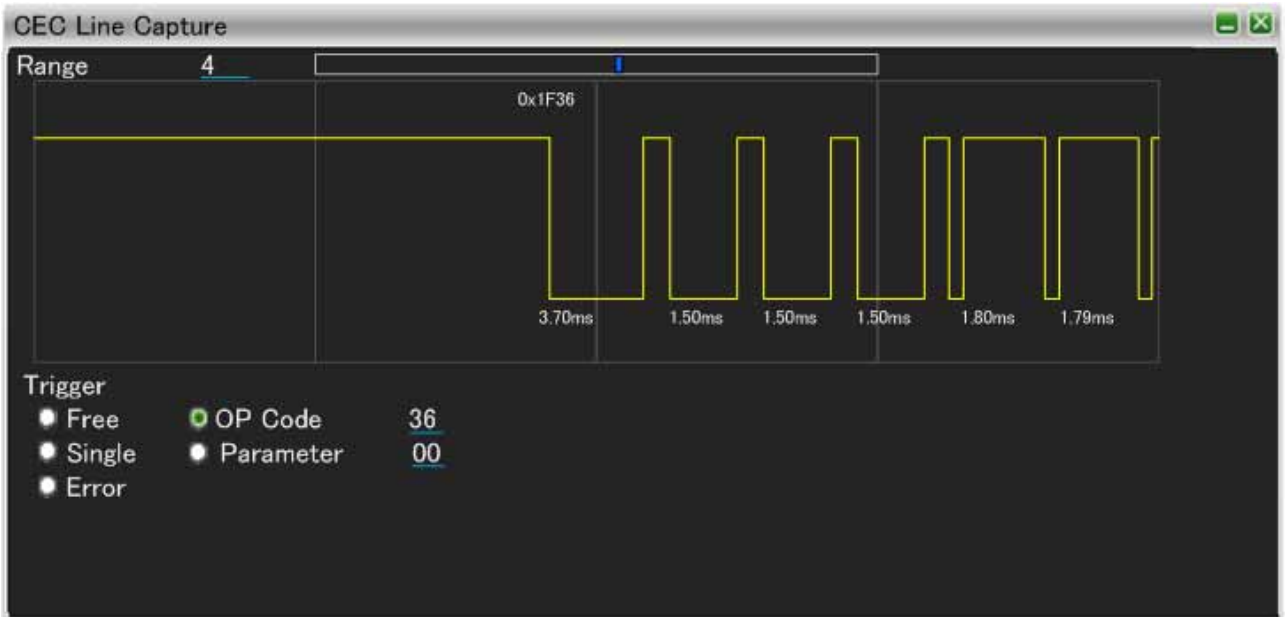 CEC Line Capture
Range 4
0x1F36
3.70ms 1.50ms 1.50ms 1.50ms 1.80ms 1.79ms
Trigger
Free OP Code 36
Single Parameter 00
Error